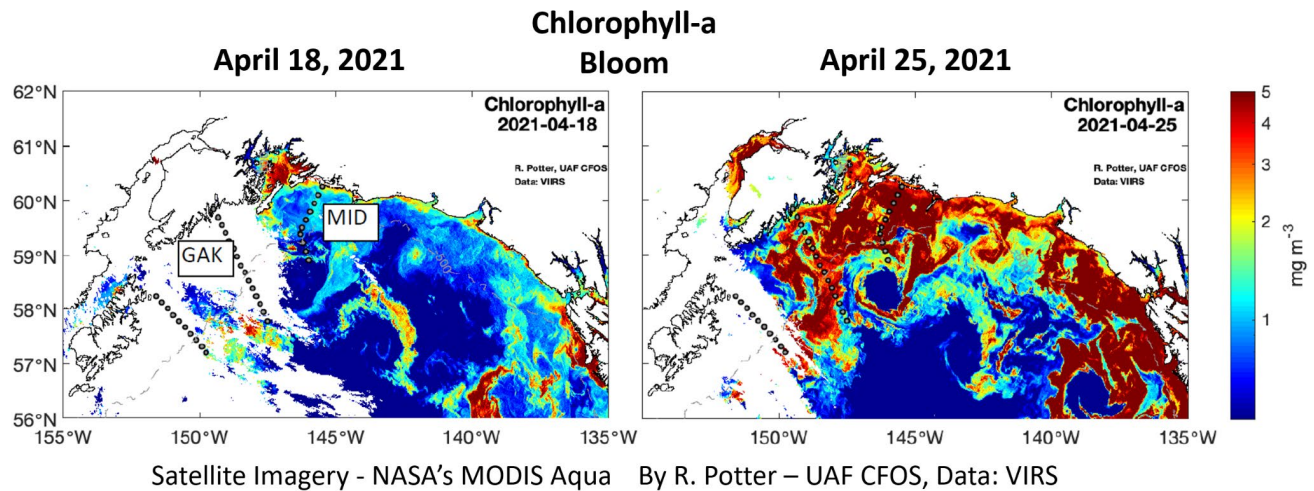 Chlorophyll-a
Bloom
April 18, 2021
April 25, 2021
62°N
61°N
60°N
59°N
58°N
57°N
56°N
155°W
150°W
145°W
140°W
135°W
Chlorophyll-a
2021-04-18
R. Potter, UAF CFOS
Data: VIIRS
MID
GAK
-500
Chlorophyll-a
2021-04-25
R. Potter, UAF CFOS
Data: VIIRS
150°W
145°W
140°W
135°W
5
4
3
2
1
mg m⁻³
Satellite Imagery - NASA's MODIS Aqua By R. Potter – UAF CFOS, Data: VIRS